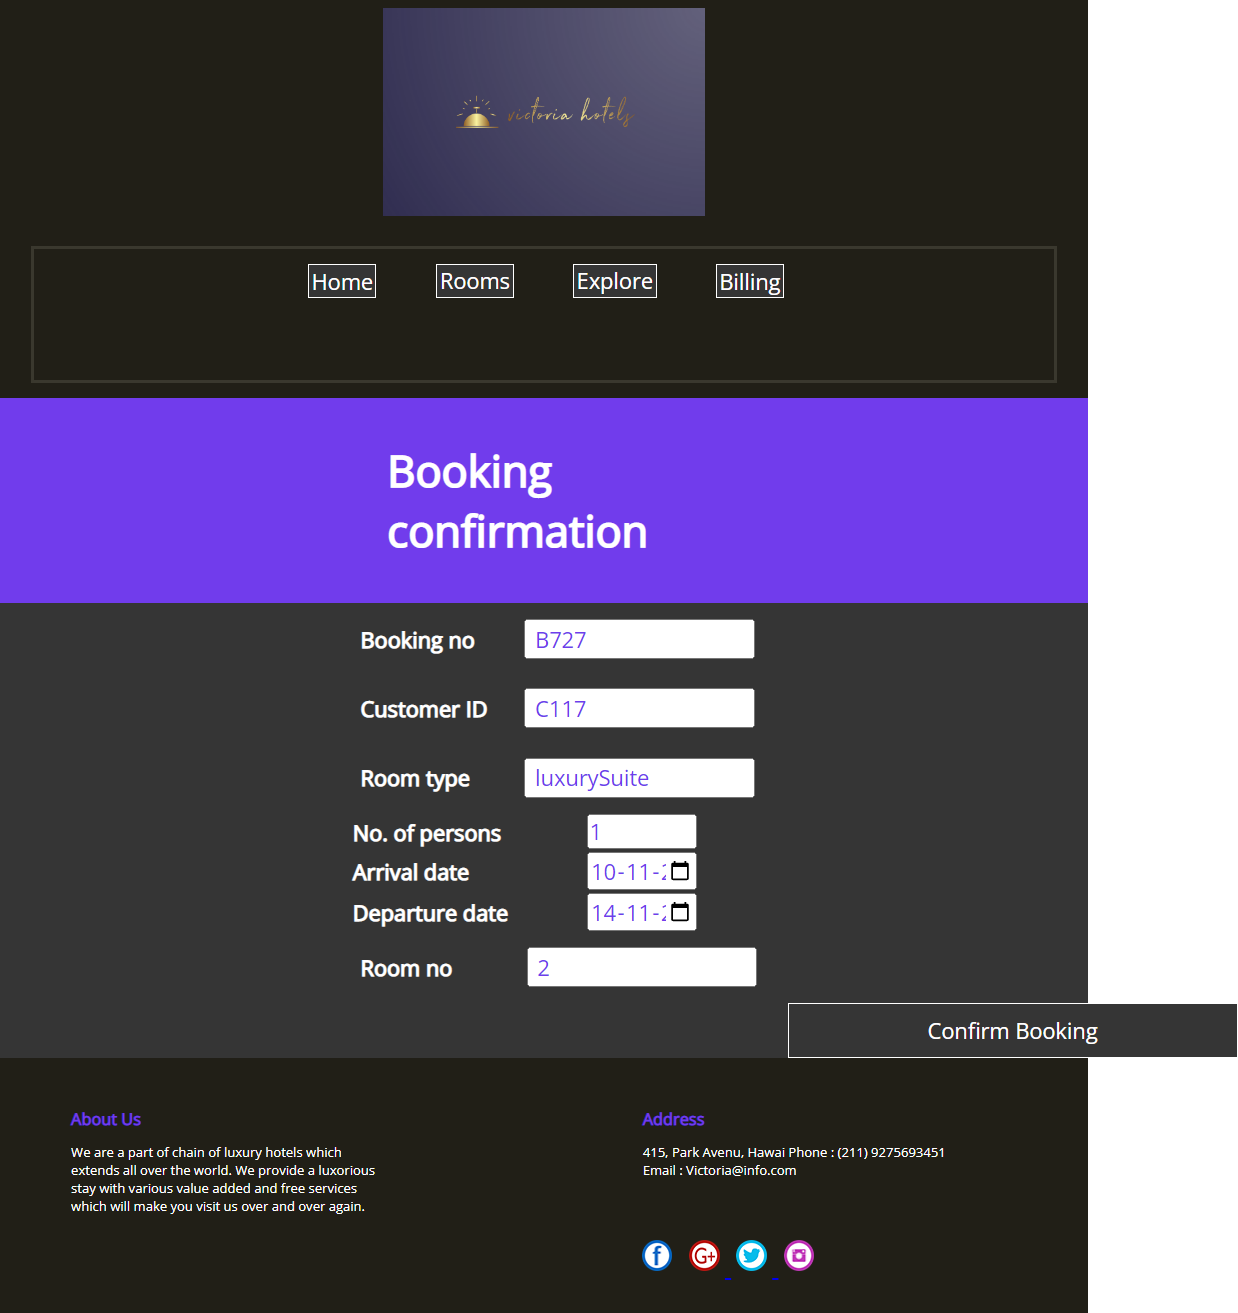 victoria hotels
Home Rooms Explore Billing
Booking
confirmation
Booking no B727
Customer ID C117
Room type luxurySuite
No. of persons 1
Arrival date 10-11-
Departure date 14-11-
Room no 2
Confirm Booking
About Us
We are a part of chain of luxury hotels which
extends all over the world. We provide a luxorious
stay with various value added and free services
which will make you visit us over and over again.
Address
415, Park Avenu, Hawai Phone : (211) 9275693451
Email : Victoria@info.com
f G+